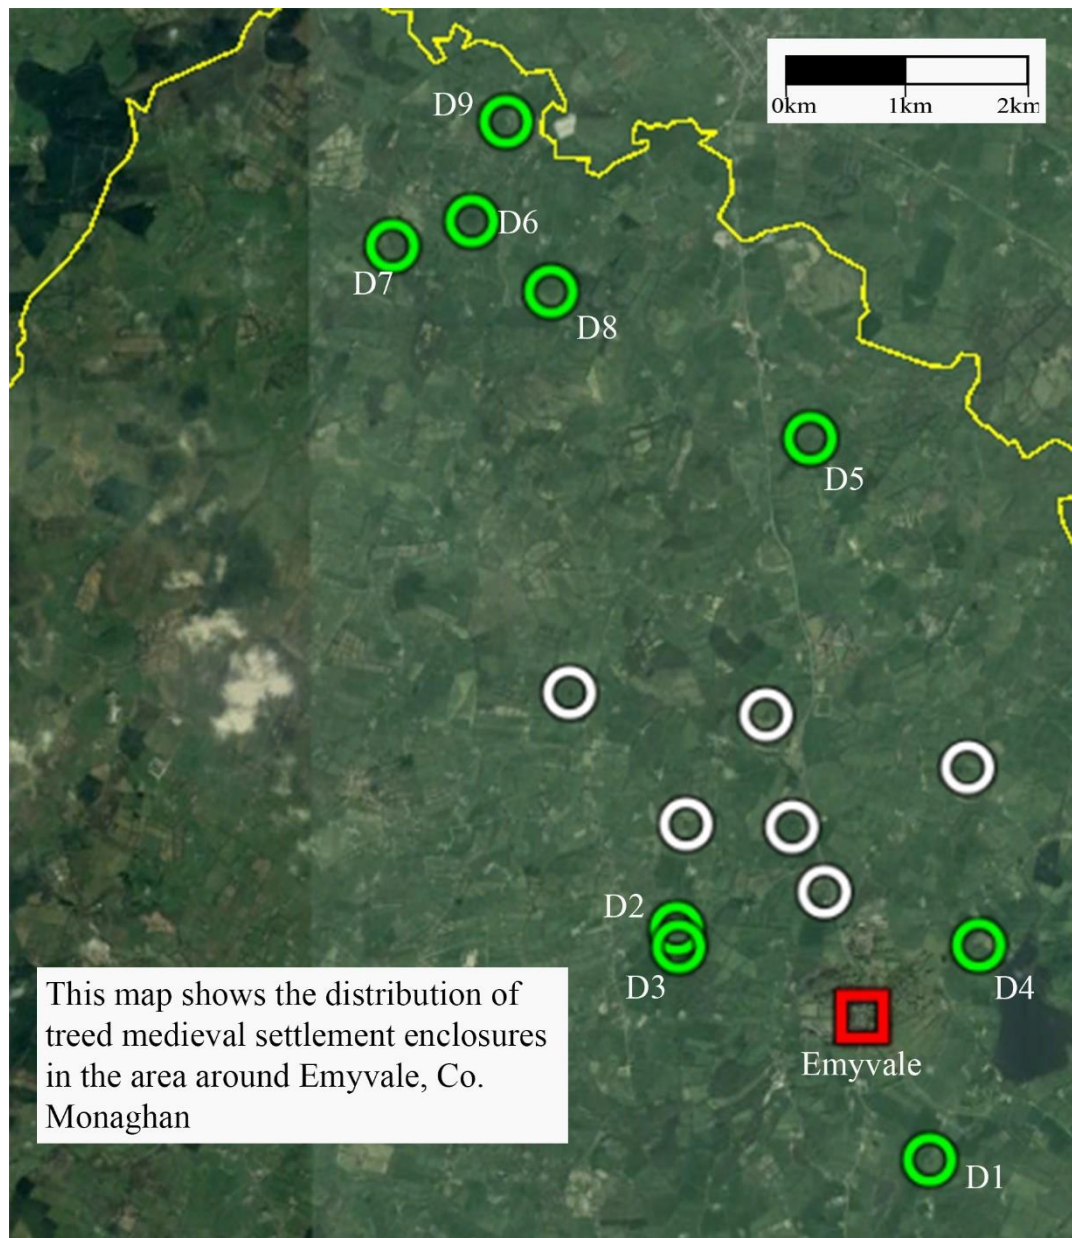 0km 1km 2km
D9
D6
D7
D8
D5
D2
D3
D4
Emyvale
D1
This map shows the distribution of
treed medieval settlement enclosures
in the area around Emyvale, Co.
Monaghan